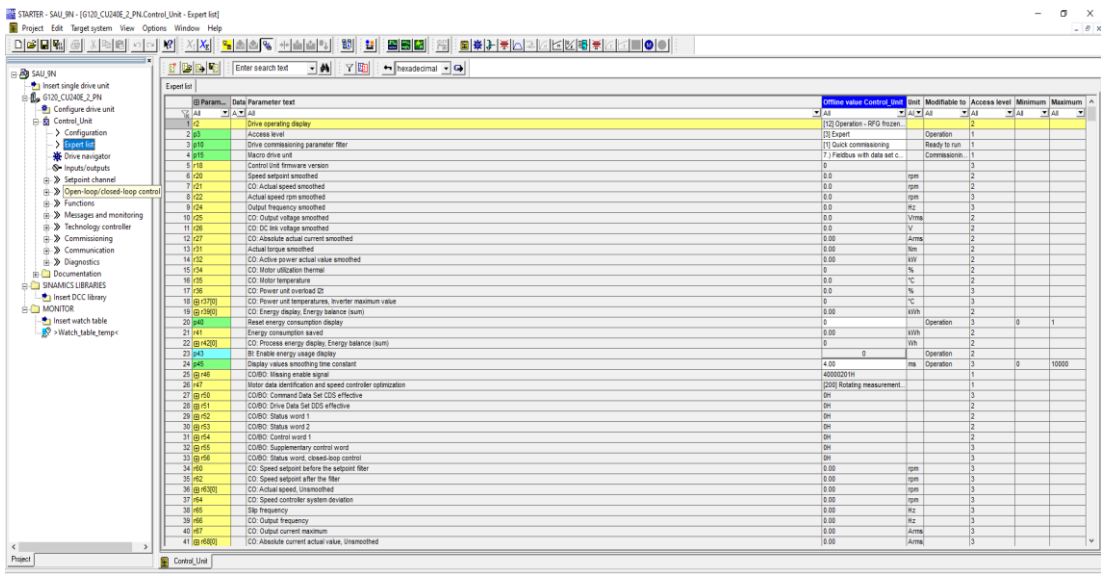 STARTER - SAU_9N - [G120_CU240E_2_PN.Control_Unit - Expert list]
Project Edit Target system View Options Window Help
Enter search text hexadecimal
SAU_9N
Insert single drive unit
G120_CU240E_2_PN
Configure drive unit
Control_Unit
Configuration
Expert list
Drive navigator
Inputs/outputs
Setpoint channel
Open-loop/closed-loop control
Functions
Messages and monitoring
Technology controller
Commissioning
Communication
Diagnostics
Documentation
SINAMICS LIBRARIES
Insert DCC library
MONITOR
Insert watch table
>Watch_table_temp<
Project
Expert list
Param... Data Parameter text Offline value Control_Unit Unit Modifiable to Access level Minimum Maximum
All A All All All All All All All
1 r2 Drive operating display [12] Operation - RFG frozen... 2
2 p3 Access level [3] Expert Operation 1
3 p10 Drive commissioning parameter filter [1] Quick commissioning Ready to run 1
4 p15 Macro drive unit 7.) Fieldbus with data set c... Commissionin... 1
5 r18 Control Unit firmware version 0 3
6 r20 Speed setpoint smoothed 0.0 rpm 2
7 r21 CO: Actual speed smoothed 0.0 rpm 2
8 r22 Actual speed rpm smoothed 0.0 rpm 3
9 r24 Output frequency smoothed 0.0 Hz 3
10 r25 CO: Output voltage smoothed 0.0 Vrms 2
11 r26 CO: DC link voltage smoothed 0.0 V 2
12 r27 CO: Absolute actual current smoothed 0.00 Arms 2
13 r31 Actual torque smoothed 0.00 Nm 2
14 r32 CO: Active power actual value smoothed 0.00 kW 2
15 r34 CO: Motor utilization thermal 0 % 2
16 r35 CO: Motor temperature 0.0 °C 2
17 r36 CO: Power unit overload I2t 0.0 % 3
18 r37[0] CO: Power unit temperatures, Inverter maximum value 0 °C 3
19 r39[0] CO: Energy display, Energy balance (sum) 0.00 kWh 2
20 p40 Reset energy consumption display 0 Operation 3 0 1
21 r41 Energy consumption saved 0.00 kWh 2
22 r42[0] CO: Process energy display, Energy balance (sum) 0 Wh 2
23 p43 BI: Enable energy usage display 0 Operation 2
24 p45 Display values smoothing time constant 4.00 ms Operation 3 0 10000
25 r46 CO/BO: Missing enable signal 40000201H 1
26 r47 Motor data identification and speed controller optimization [200] Rotating measurement... 1
27 r50 CO/BO: Command Data Set CDS effective 0H 3
28 r51 CO/BO: Drive Data Set DDS effective 0H 2
29 r52 CO/BO: Status word 1 0H 2
30 r53 CO/BO: Status word 2 0H 2
31 r54 CO/BO: Control word 1 0H 2
32 r55 CO/BO: Supplementary control word 0H 3
33 r56 CO/BO: Status word, closed-loop control 0H 3
34 r60 CO: Speed setpoint before the setpoint filter 0.00 rpm 3
35 r62 CO: Speed setpoint after the filter 0.00 rpm 3
36 r63[0] CO: Actual speed, Unsmoothed 0.00 rpm 3
37 r64 CO: Speed controller system deviation 0.00 rpm 3
38 r65 Slip frequency 0.00 Hz 3
39 r66 CO: Output frequency 0.00 Hz 3
40 r67 CO: Output current maximum 0.00 Arms 3
41 r68[0] CO: Absolute current actual value, Unsmoothed 0.00 Arms 3
Control_Unit